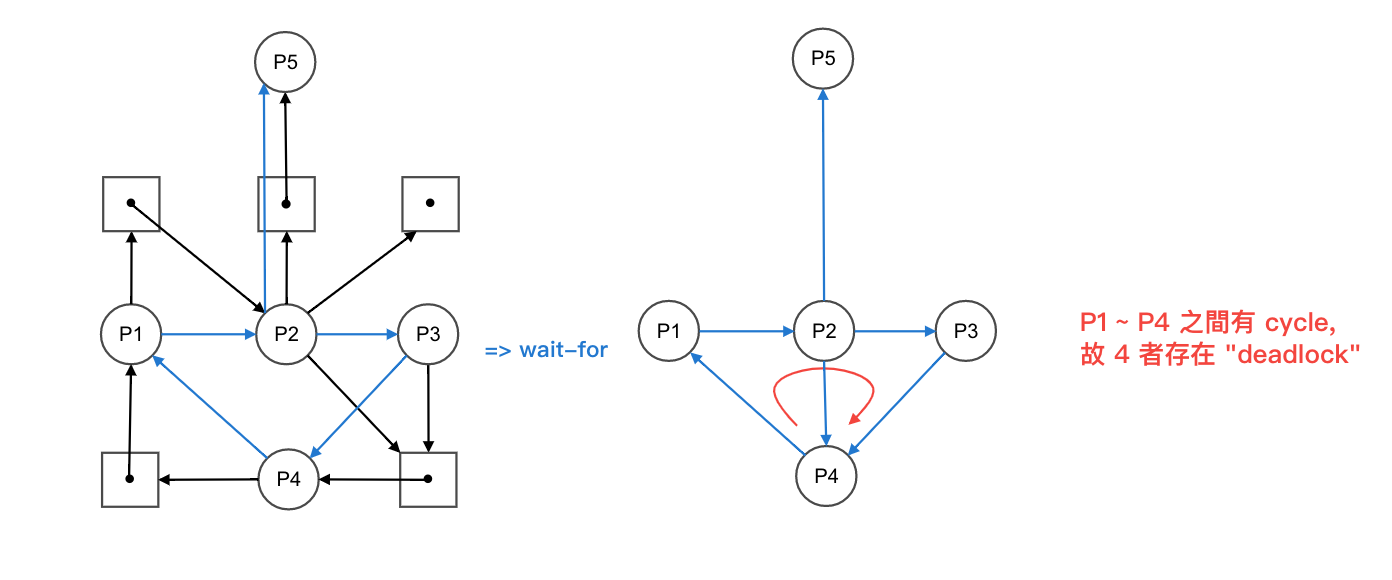 P5
P1
P2
P3
P4
=> wait-for
P5
P1
P2
P3
P4
P1 ~ P4 之間有 cycle,
故 4 者存在 "deadlock"